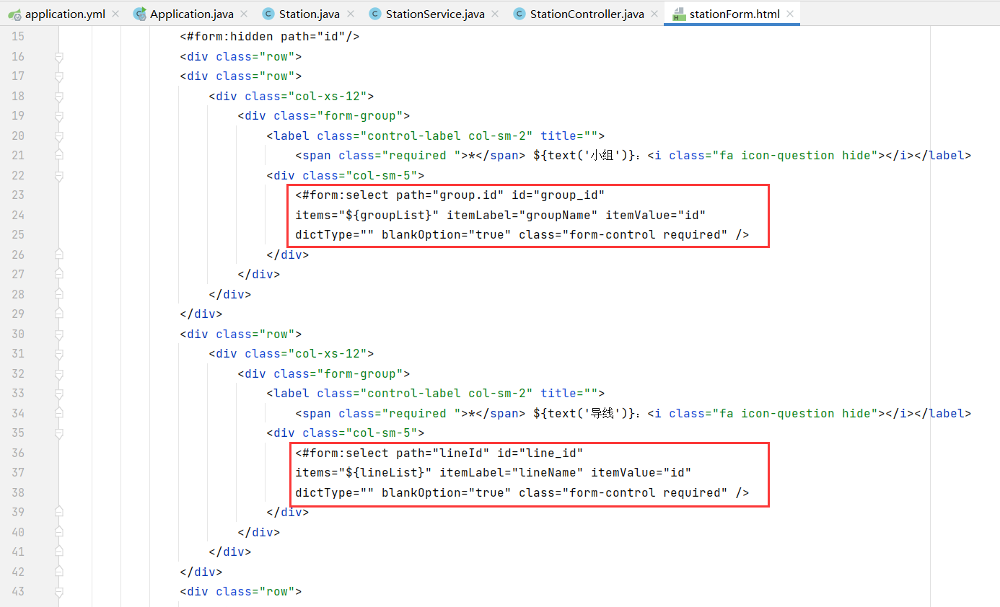 application.yml Application.java Station.java StationService.java StationController.java stationForm.html
15 <#form:hidden path="id"/>
16 <div class="row">
17 <div class="row">
18 <div class="col-xs-12">
19 <div class="form-group">
20 <label class="control-label col-sm-2" title="">
21 <span class="required ">*</span> ${text('小组')}：<i class="fa icon-question hide"></i></label>
22 <div class="col-sm-5">
23 <#form:select path="group.id" id="group_id"
24 items="${groupList}" itemLabel="groupName" itemValue="id"
25 dictType="" blankOption="true" class="form-control required" />
26 </div>
27 </div>
28 </div>
29 </div>
30 <div class="row">
31 <div class="col-xs-12">
32 <div class="form-group">
33 <label class="control-label col-sm-2" title="">
34 <span class="required ">*</span> ${text('导线')}：<i class="fa icon-question hide"></i></label>
35 <div class="col-sm-5">
36 <#form:select path="lineId" id="line_id"
37 items="${lineList}" itemLabel="lineName" itemValue="id"
38 dictType="" blankOption="true" class="form-control required" />
39 </div>
40 </div>
41 </div>
42 </div>
43 <div class="row">